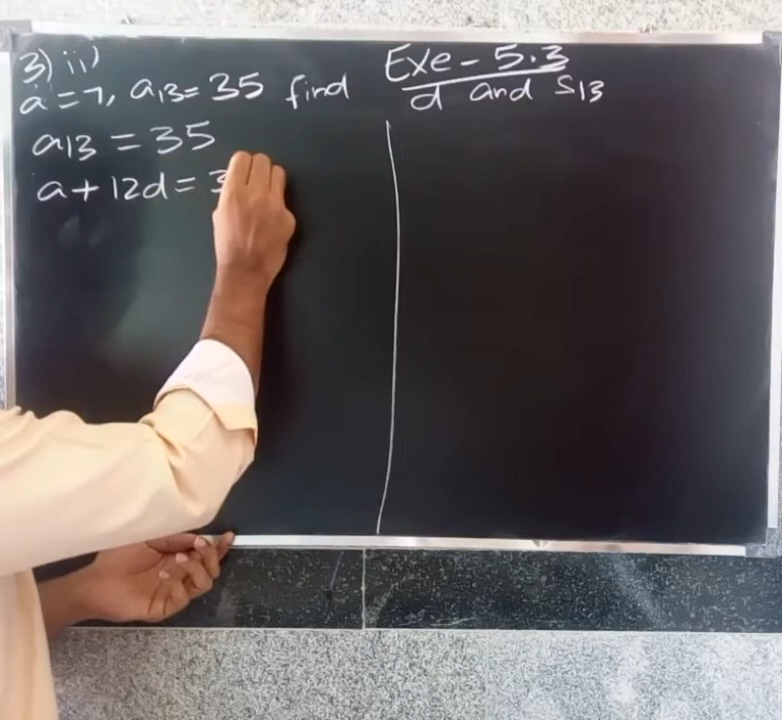 Exe - 5.3
3) ii)
a = 7, a13 = 35 find d and S13
a13 = 35
a + 12d = 3